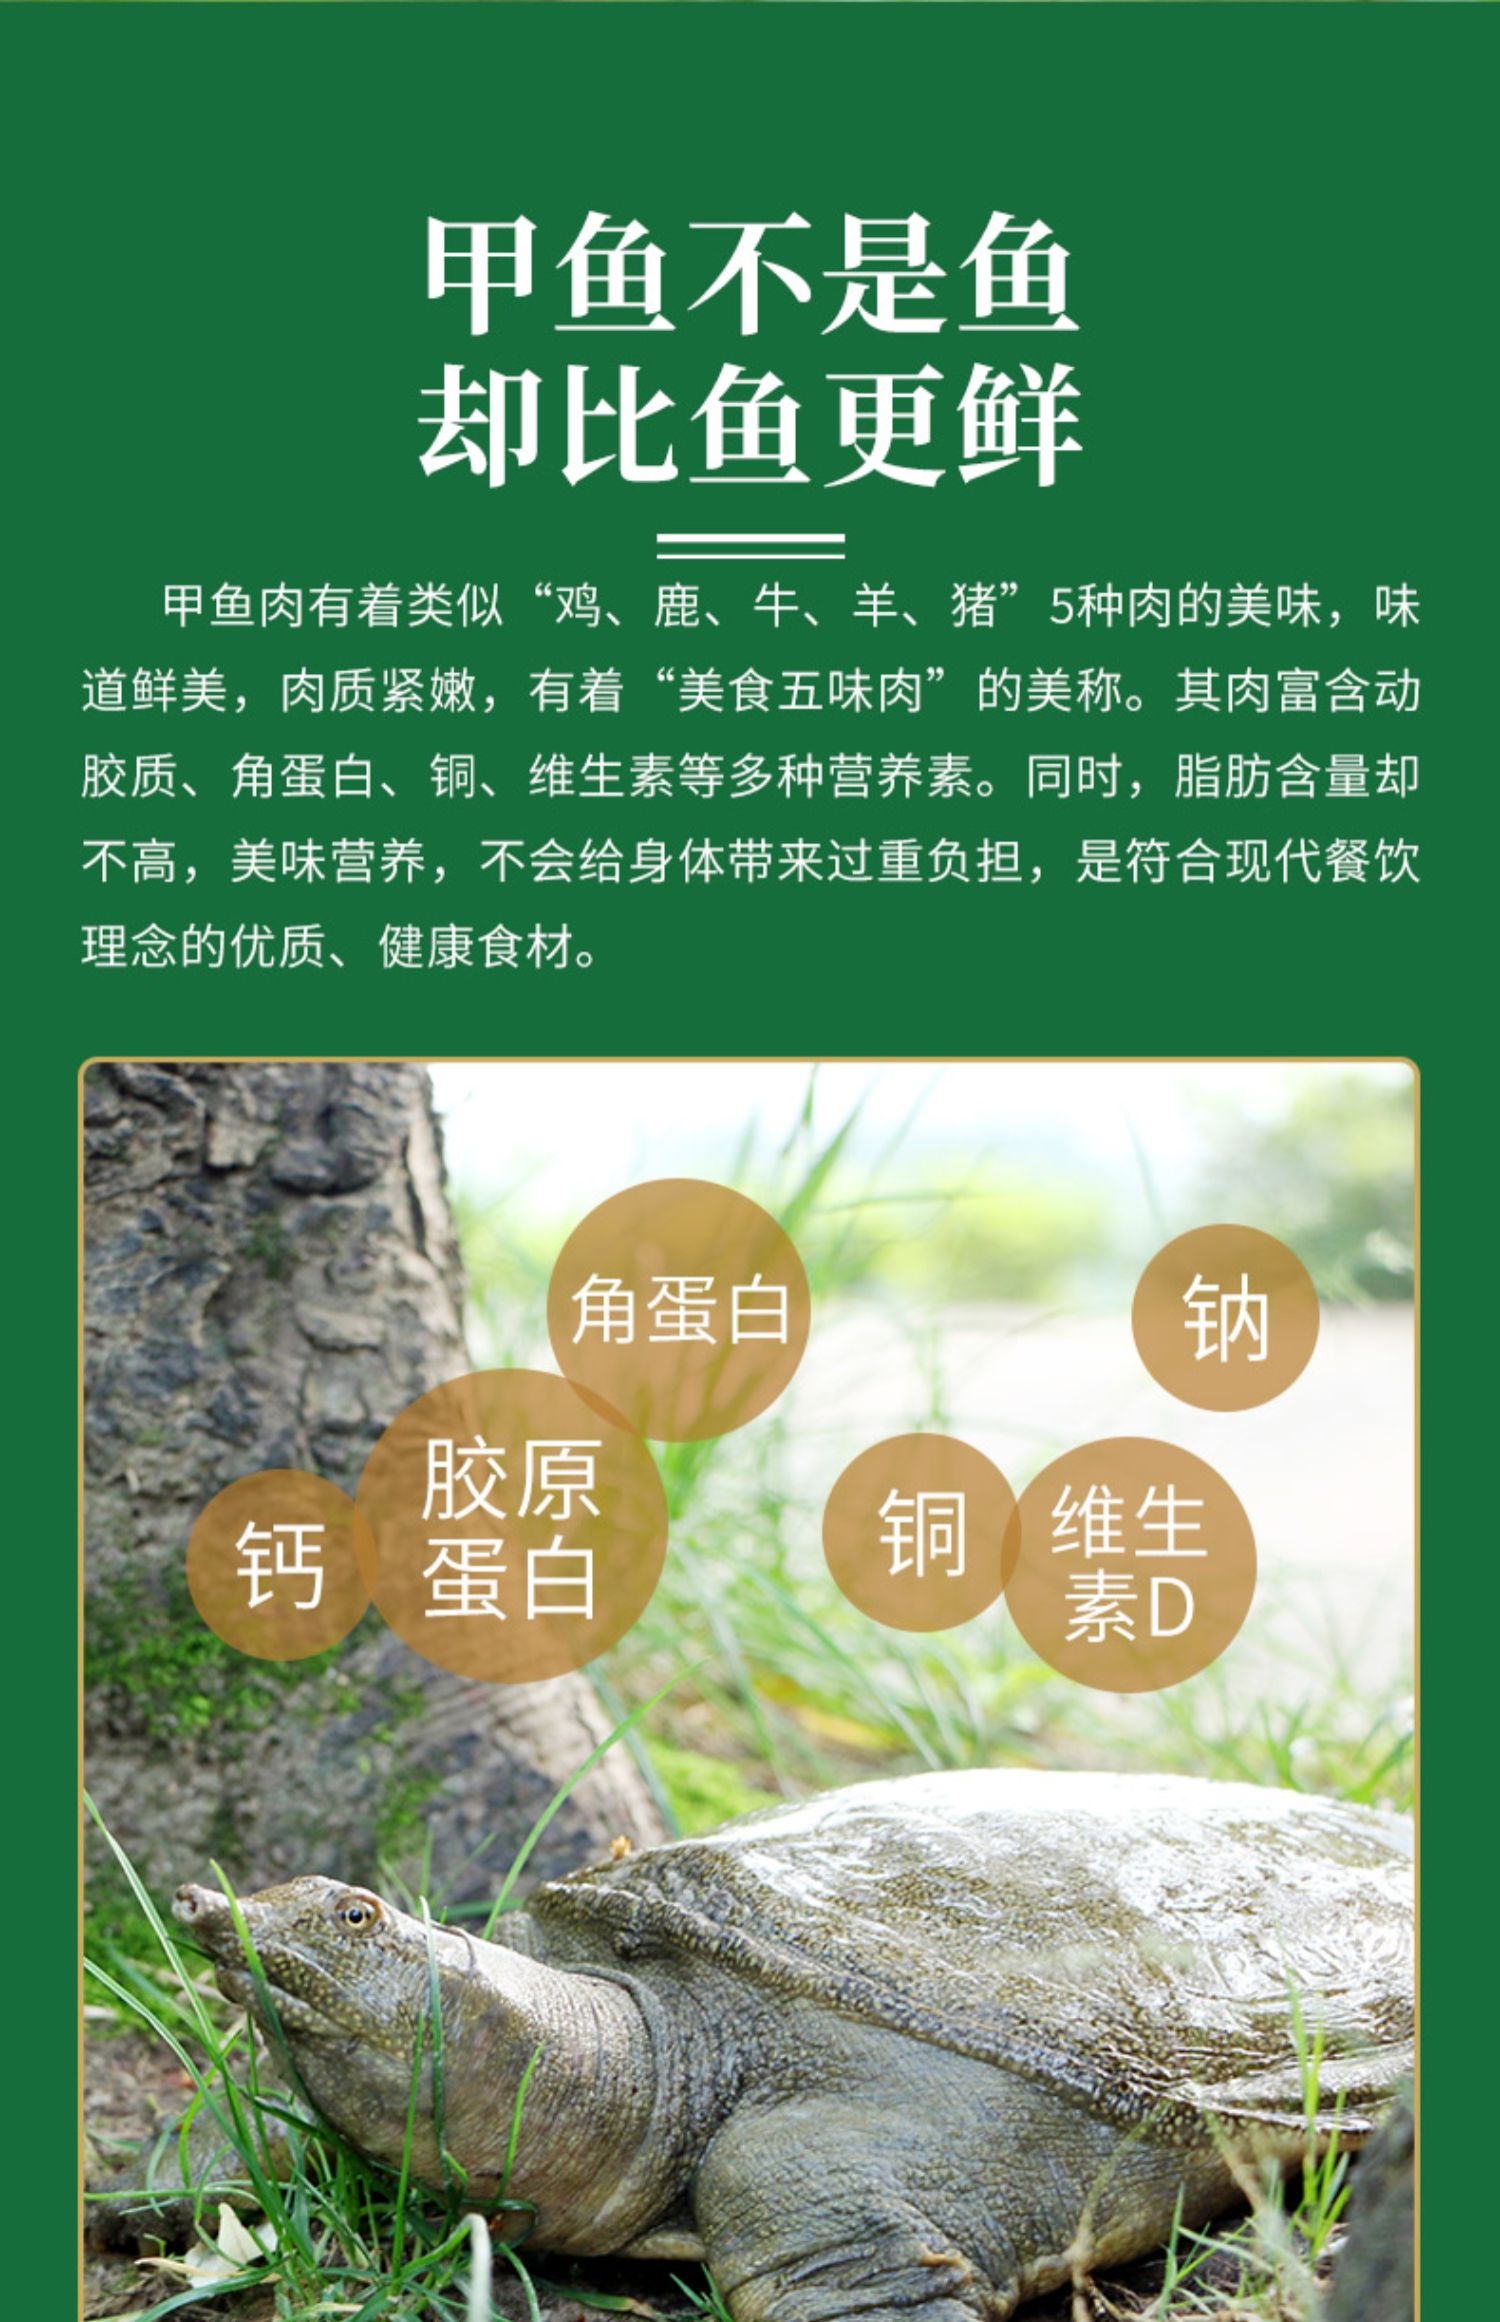 甲鱼不是鱼
却比鱼更鲜
甲鱼肉有着类似“鸡、鹿、牛、羊、猪”5种肉的美味，味
道鲜美，肉质紧嫩，有着“美食五味肉”的美称。其肉富含动
胶质、角蛋白、铜、维生素等多种营养素。同时，脂肪含量却
不高，美味营养，不会给身体带来过重负担，是符合现代餐饮
理念的优质、健康食材。
角蛋白
钠
胶原
蛋白
钙
铜
维生
素D